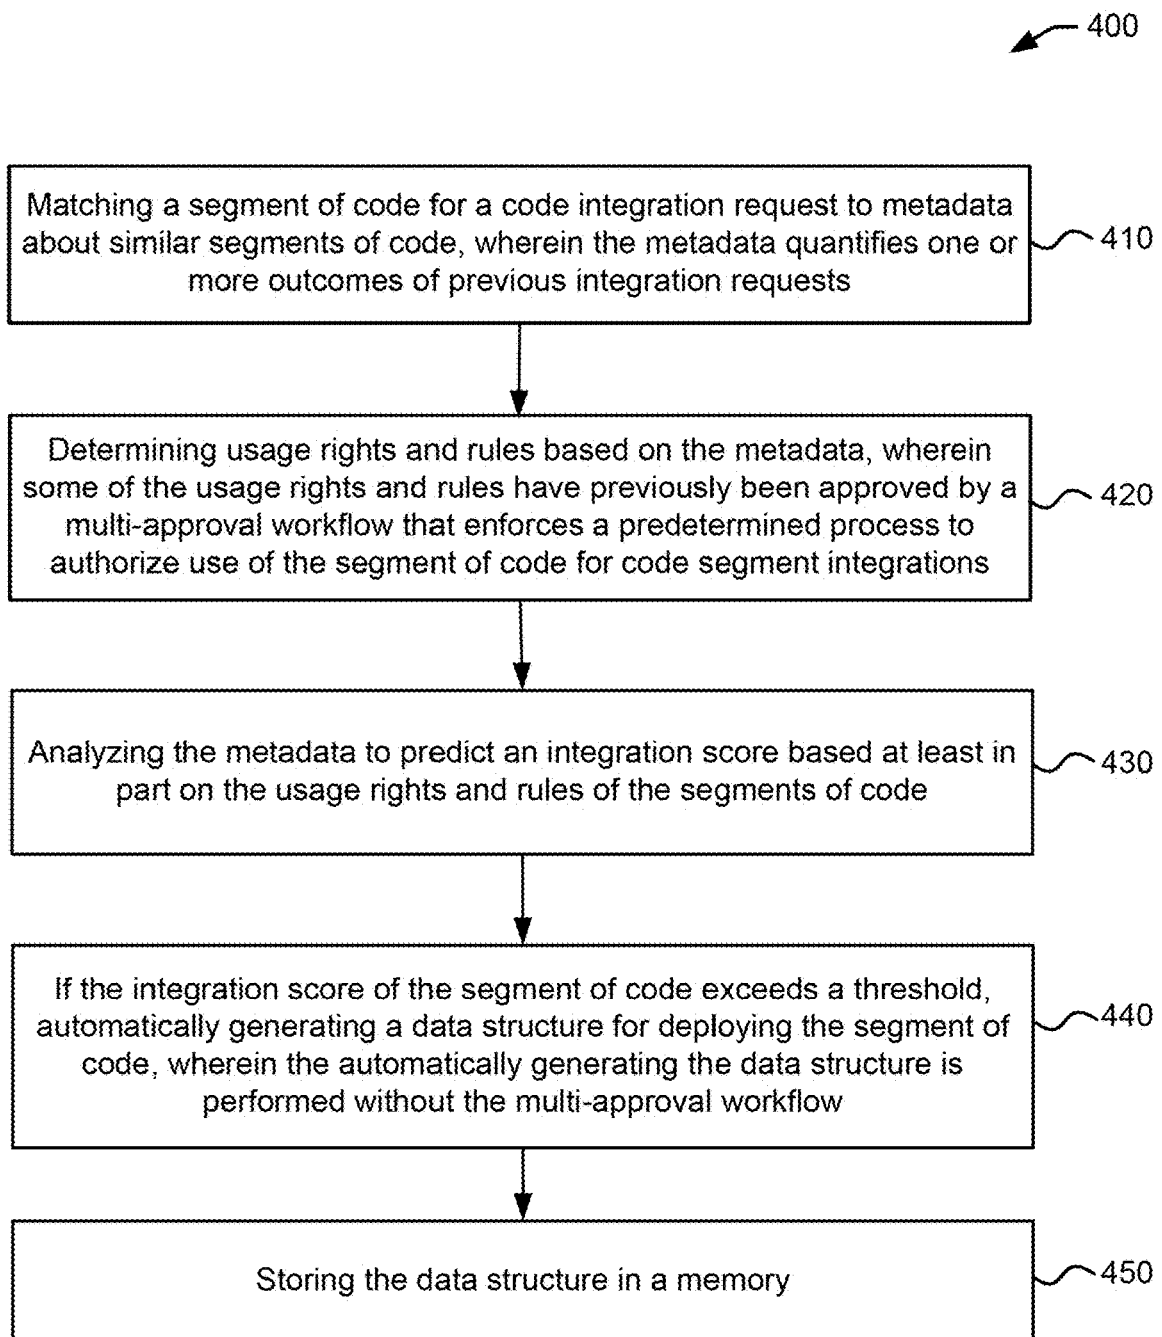 400
Matching a segment of code for a code integration request to metadata
about similar segments of code, wherein the metadata quantifies one or
more outcomes of previous integration requests
410
Determining usage rights and rules based on the metadata, wherein
some of the usage rights and rules have previously been approved by a
multi-approval workflow that enforces a predetermined process to
authorize use of the segment of code for code segment integrations
420
Analyzing the metadata to predict an integration score based at least in
part on the usage rights and rules of the segments of code
430
If the integration score of the segment of code exceeds a threshold,
automatically generating a data structure for deploying the segment of
code, wherein the automatically generating the data structure is
performed without the multi-approval workflow
440
Storing the data structure in a memory
450